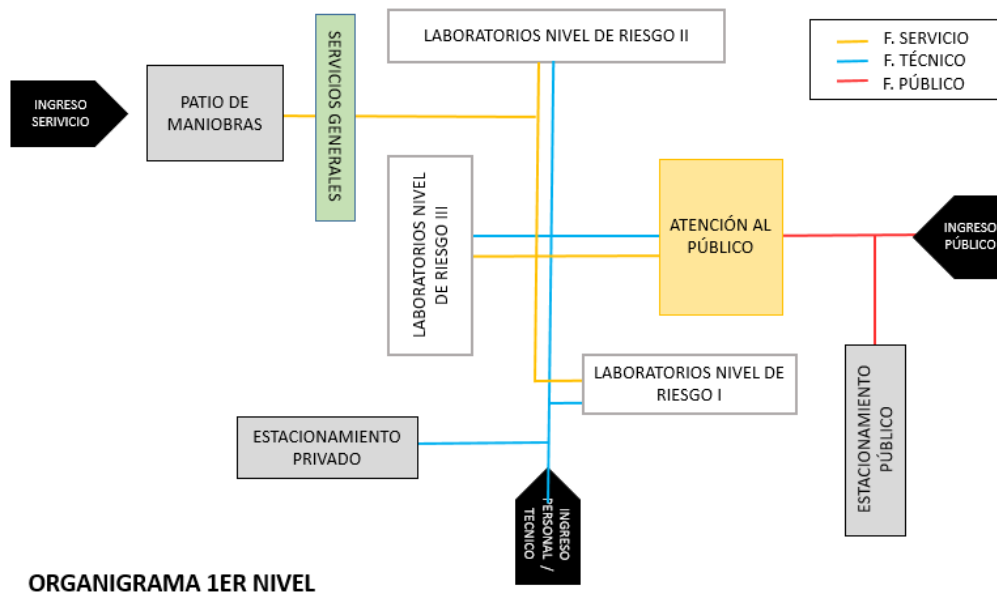 LABORATORIOS NIVEL DE RIESGO II
F. SERVICIO
F. TÉCNICO
F. PÚBLICO
INGRESO
SERIVICIO
PATIO DE
MANIOBRAS
SERVICIOS GENERALES
LABORATORIOS NIVEL
DE RIESGO III
ATENCIÓN AL
PÚBLICO
INGRESO
PÚBLICO
LABORATORIOS NIVEL DE
RIESGO I
ESTACIONAMIENTO
PRIVADO
ESTACIONAMIENTO
PÚBLICO
INGRESO
PERSONAL /
TECNICO
ORGANIGRAMA 1ER NIVEL